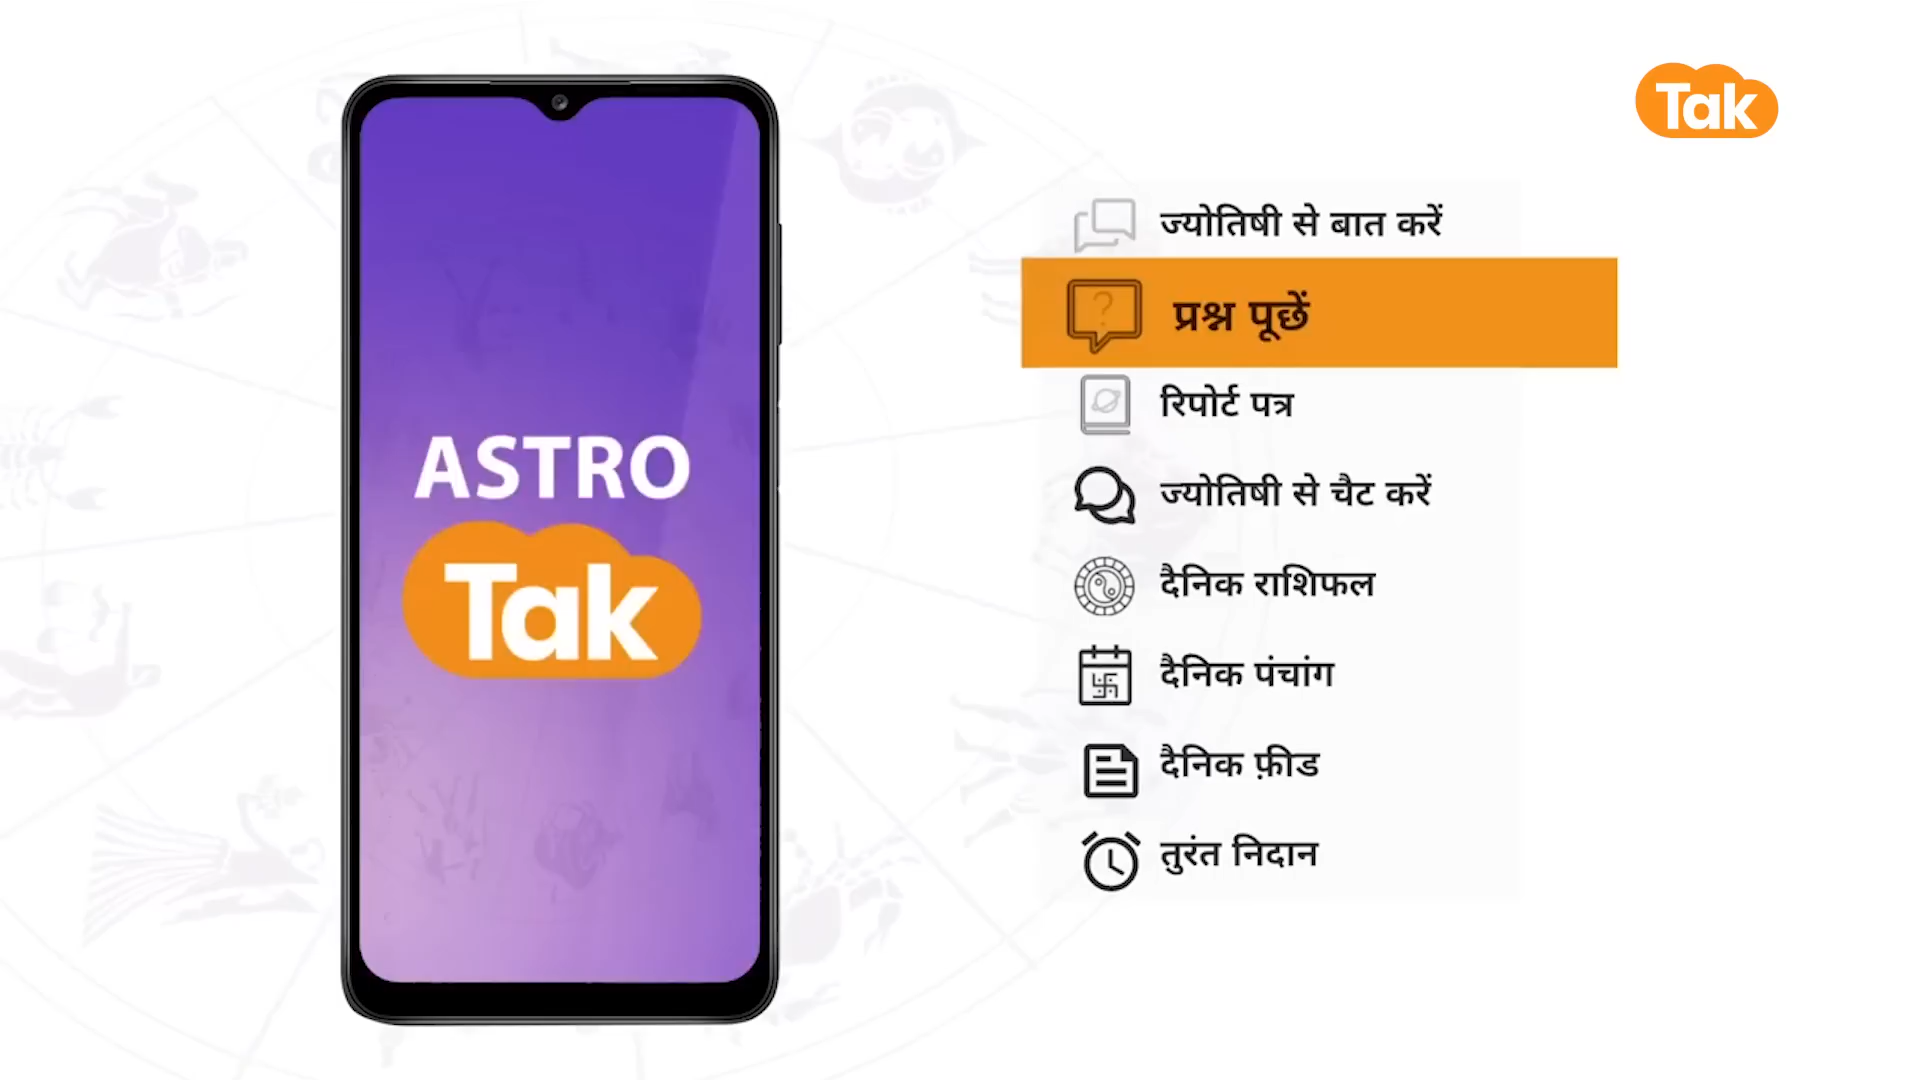 ASTRO
Tak
Tak
ज्योतिषी से बात करें
प्रश्न पूछें
रिपोर्ट पत्र
ज्योतिषी से चैट करें
दैनिक राशिफल
दैनिक पंचांग
दैनिक फ़ीड
तुरंत निदान